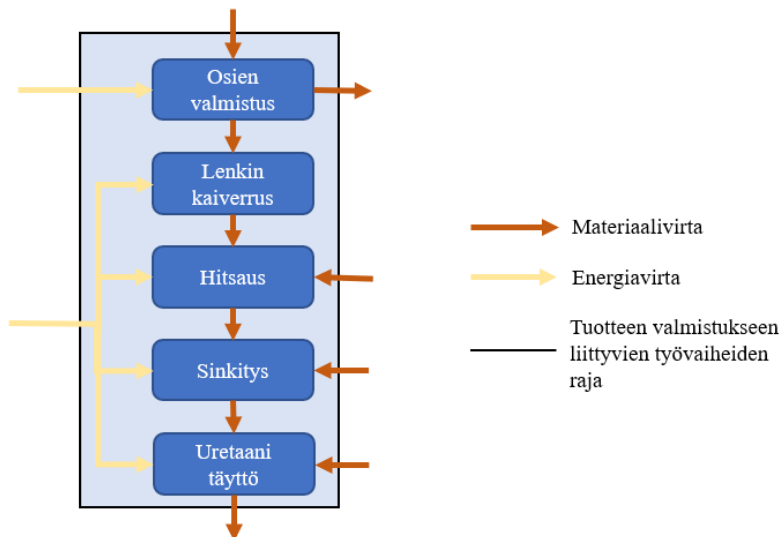 Osien
valmistus
Lenkin
kaiverrus
Hitsaus
Sinkitys
Uretaani
täyttö
Materiaalivirta
Energiavirta
Tuotteen valmistukseen
liittyvien työvaiheiden
raja